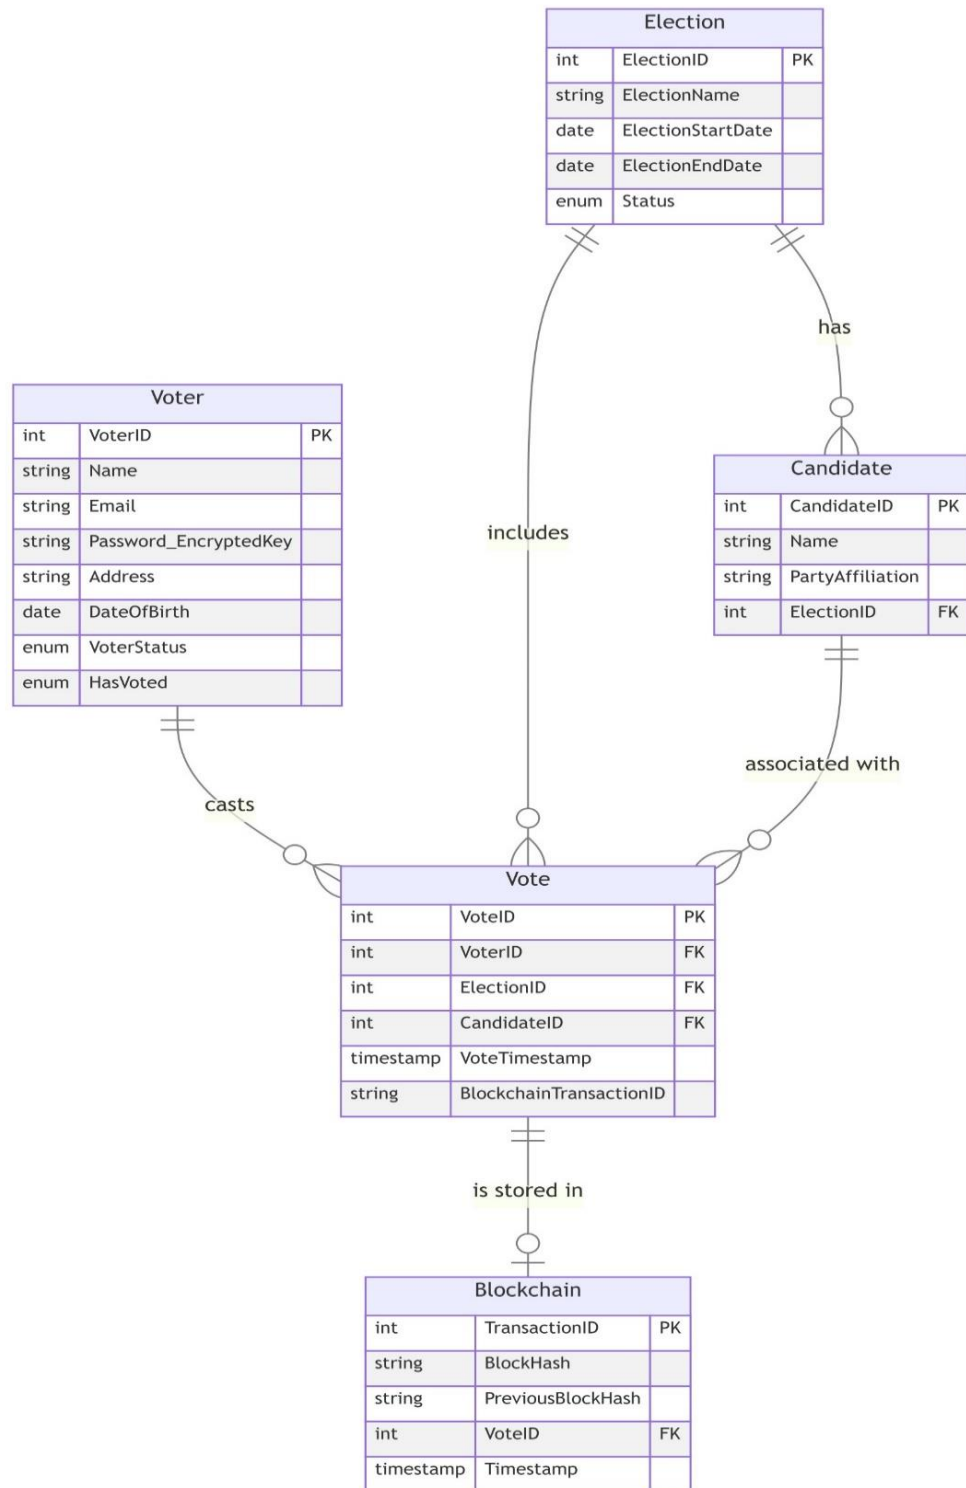 Election
int ElectionID PK
string ElectionName
date ElectionStartDate
date ElectionEndDate
enum Status
has
Voter
int VoterID PK
string Name
string Email
string Password_EncryptedKey
string Address
date DateOfBirth
enum VoterStatus
enum HasVoted
includes
Candidate
int CandidateID PK
string Name
string PartyAffiliation
int ElectionID FK
associated with
casts
Vote
int VoteID PK
int VoterID FK
int ElectionID FK
int CandidateID FK
timestamp VoteTimestamp
string BlockchainTransactionID
is stored in
Blockchain
int TransactionID PK
string BlockHash
string PreviousBlockHash
int VoteID FK
timestamp Timestamp